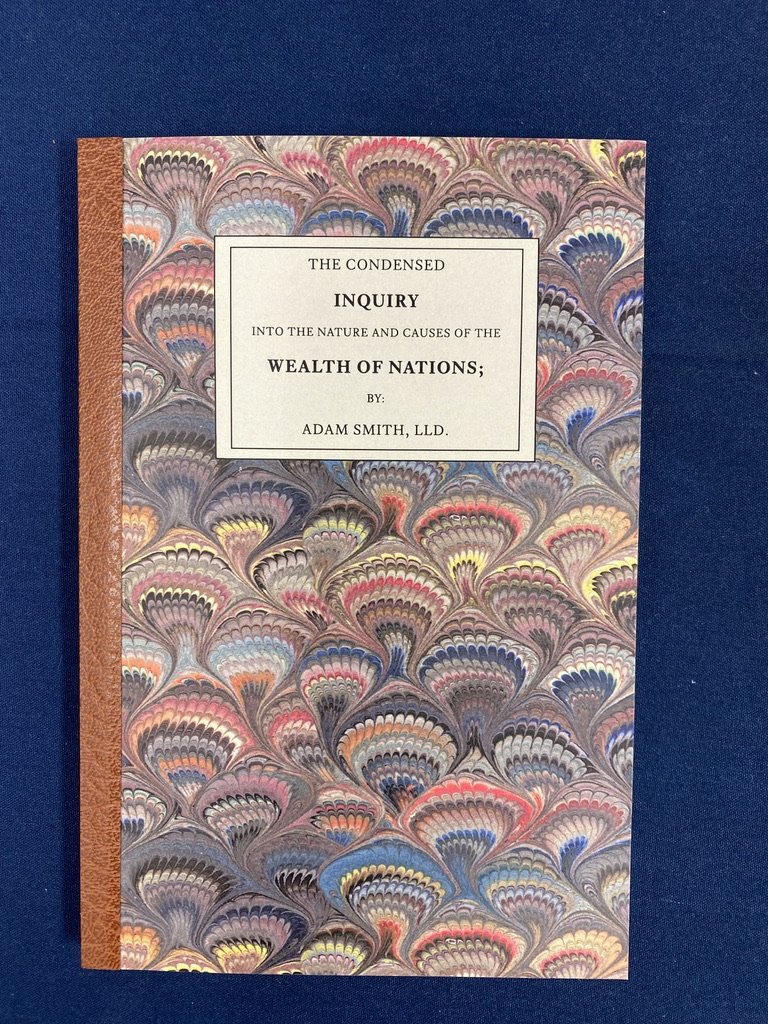 THE CONDENSED
INQUIRY
INTO THE NATURE AND CAUSES OF THE
WEALTH OF NATIONS;
BY:
ADAM SMITH, LLD.